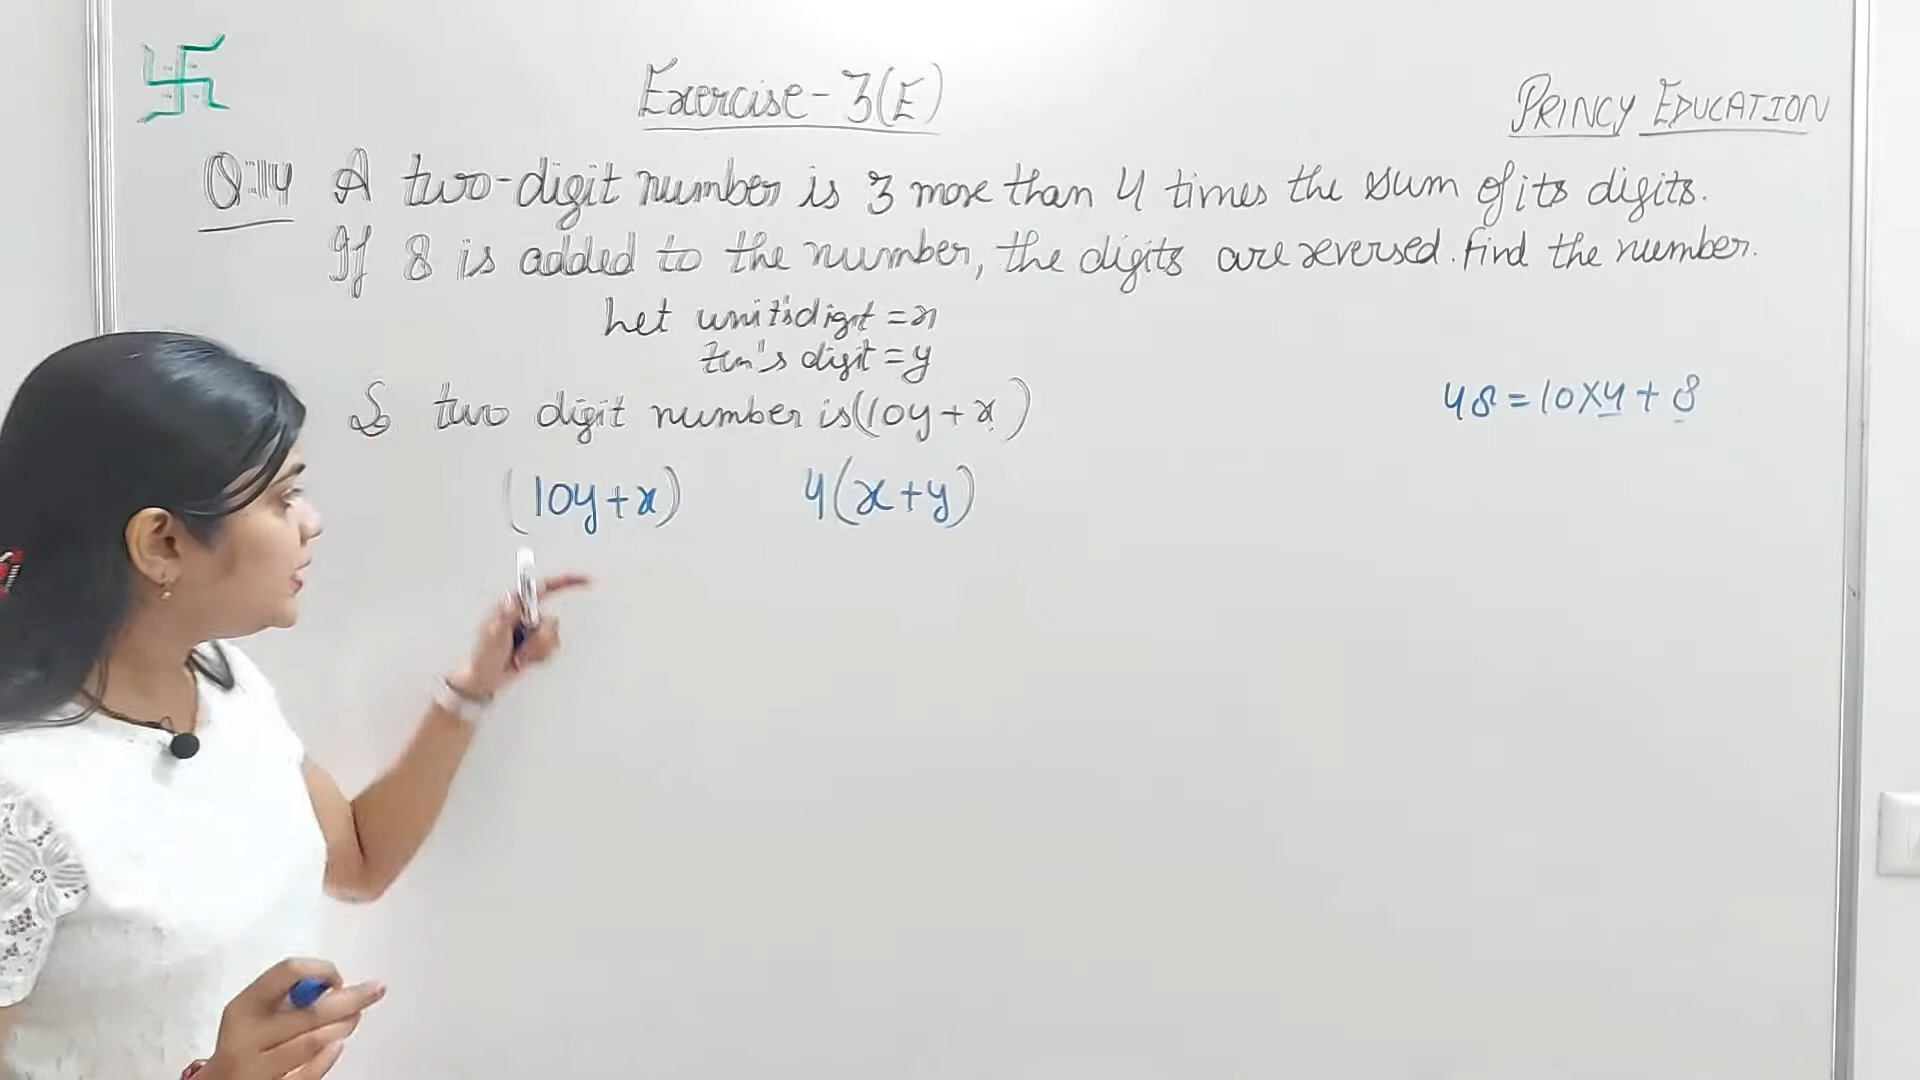 Exercise-3(E)
PRINCY EDUCATION
Q.14 A two-digit number is 3 more than 4 times the sum of its digits.
If 8 is added to the number, the digits are reversed. find the number.
Let unit's digit = x
ten's digit = y
So two digit number is (10y + x)
48 = 10×4 + 8
(10y + x) 4(x + y)